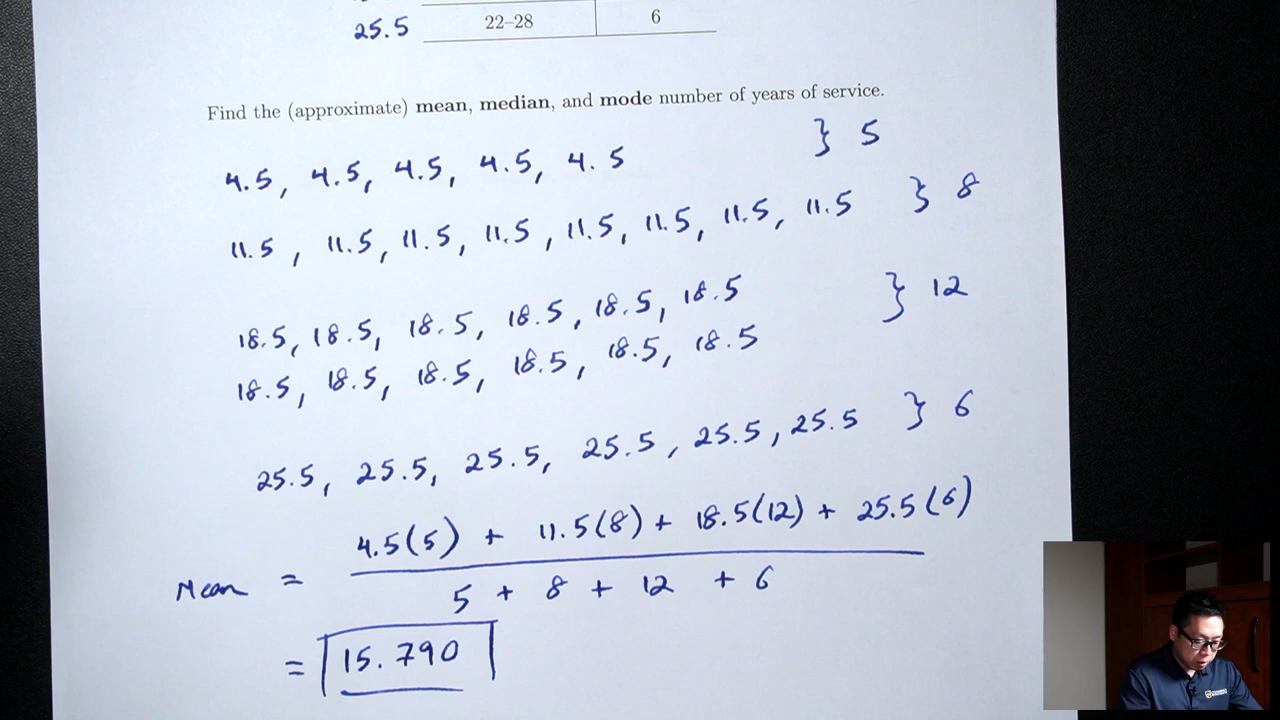 25.5 22–28 6
Find the (approximate) mean, median, and mode number of years of service.
4.5, 4.5, 4.5, 4.5, 4.5 } 5
11.5, 11.5, 11.5, 11.5, 11.5, 11.5, 11.5, 11.5 } 8
18.5, 18.5, 18.5, 18.5, 18.5, 18.5 } 12
18.5, 18.5, 18.5, 18.5, 18.5, 18.5
25.5, 25.5, 25.5, 25.5, 25.5, 25.5 } 6
4.5(5) + 11.5(8) + 18.5(12) + 25.5(6)
Mean =
5 + 8 + 12 + 6
= 15.790